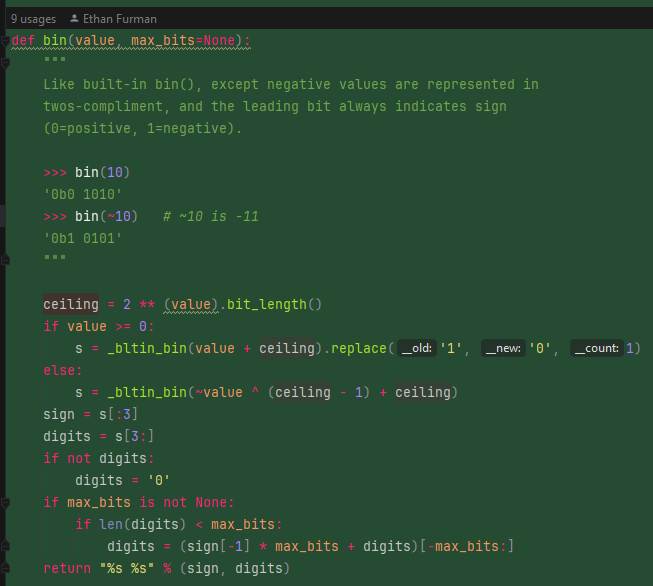 9 usages  Ethan Furman
def bin(value, max_bits=None):
    """
    Like built-in bin(), except negative values are represented in
    twos-compliment, and the leading bit always indicates sign
    (0=positive, 1=negative).

    >>> bin(10)
    '0b0 1010'
    >>> bin(~10)   # ~10 is -11
    '0b1 0101'
    """

    ceiling = 2 ** (value).bit_length()
    if value >= 0:
        s = _bltin_bin(value + ceiling).replace( __old: '1', __new: '0', __count: 1)
    else:
        s = _bltin_bin(~value ^ (ceiling - 1) + ceiling)
    sign = s[:3]
    digits = s[3:]
    if not digits:
        digits = '0'
    if max_bits is not None:
        if len(digits) < max_bits:
            digits = (sign[-1] * max_bits + digits)[-max_bits:]
    return "%s %s" % (sign, digits)